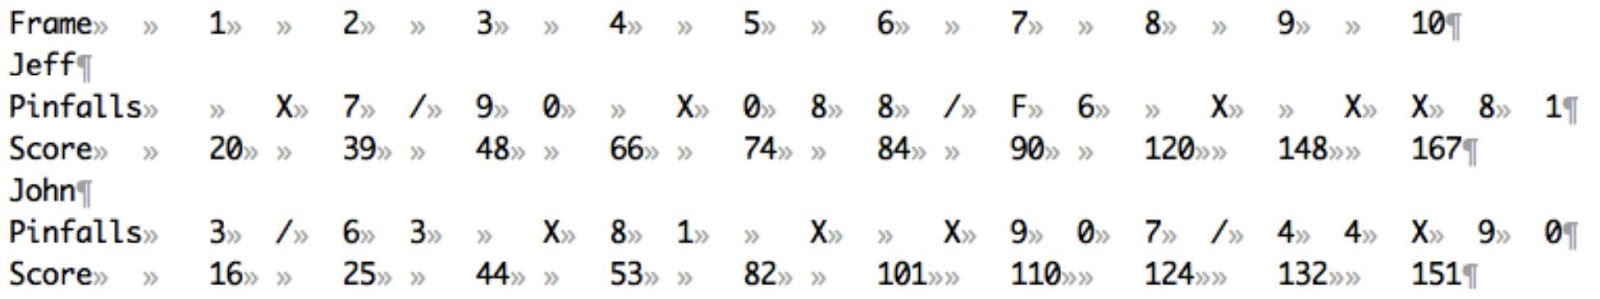 Frame»	»	1»	»	2»	»	3»	»	4»	»	5»	»	6»	»	7»	»	8»	»	9»	»	10¶
Jeff¶
Pinfalls»	»	X»	7»	/»	9»	0»	»	X»	0»	8»	8»	/»	F»	6»	»	X»	»	X»	X»	8»	1¶
Score»	»	20»	»	39»	»	48»	»	66»	»	74»	»	84»	»	90»	»	120»»	148»»	167¶
John¶
Pinfalls»	3»	/»	6»	3»	»	X»	8»	1»	»	X»	»	X»	9»	0»	7»	/»	4»	4»	X»	9»	0¶
Score»	»	16»	»	25»	»	44»	»	53»	»	82»	»	101»»	110»»	124»»	132»»	151¶